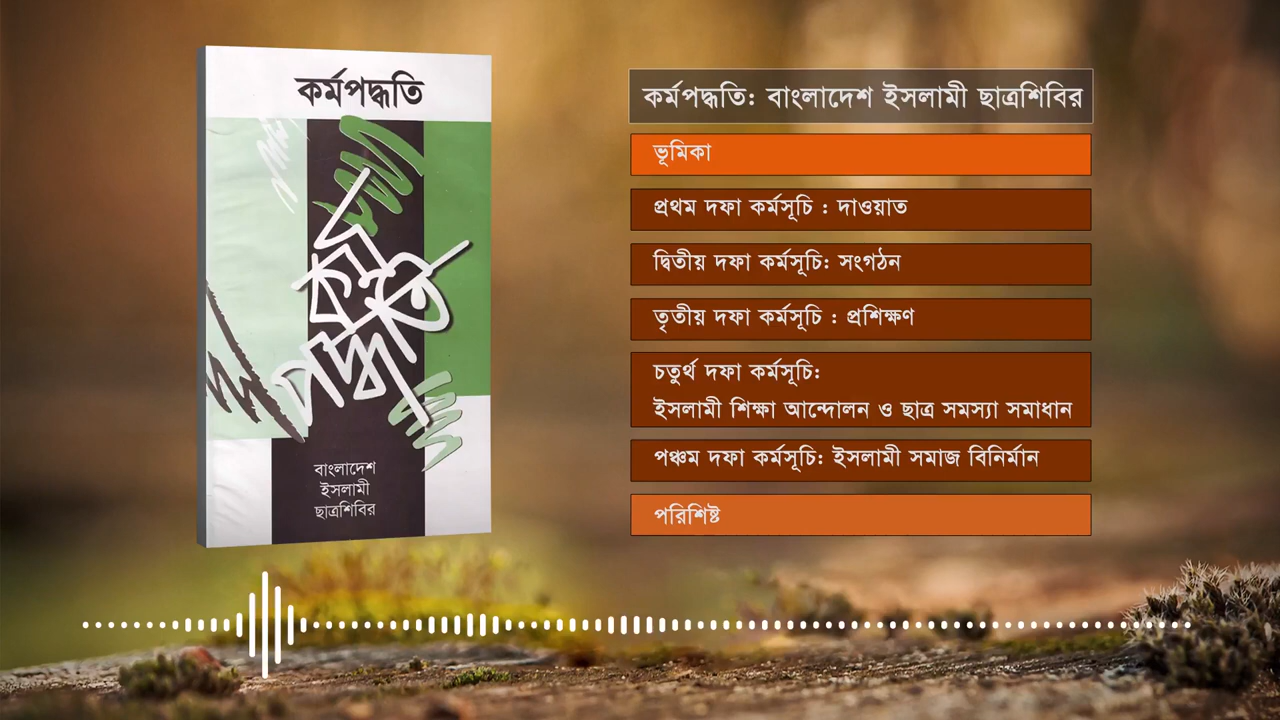 কর্মপদ্ধতি
কর্ম
পদ্ধতি
বাংলাদেশ
ইসলামী
ছাত্রশিবির
কর্মপদ্ধতি: বাংলাদেশ ইসলামী ছাত্রশিবির
ভূমিকা
প্রথম দফা কর্মসূচি : দাওয়াত
দ্বিতীয় দফা কর্মসূচি: সংগঠন
তৃতীয় দফা কর্মসূচি : প্রশিক্ষণ
চতুর্থ দফা কর্মসূচি:
ইসলামী শিক্ষা আন্দোলন ও ছাত্র সমস্যা সমাধান
পঞ্চম দফা কর্মসূচি: ইসলামী সমাজ বিনির্মান
পরিশিষ্ট